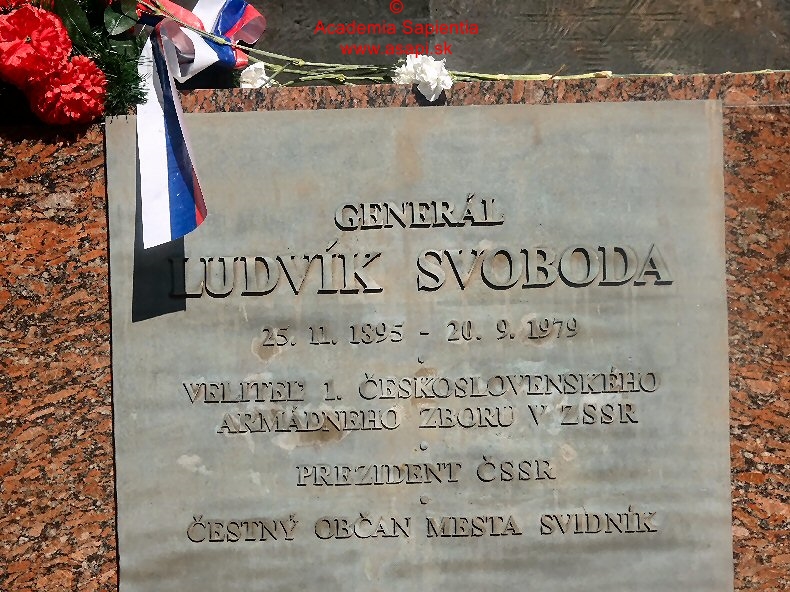 ©
Academia Sapientia
www.asapi.sk
GENERÁL
LUDVÍK SVOBODA
25. 11. 1895 - 20. 9. 1979
VELITEĽ 1. ČESKOSLOVENSKÉHO
ARMÁDNEHO ZBORU V ZSSR
PREZIDENT ČSSR
ČESTNÝ OBČAN MESTA SVIDNÍK